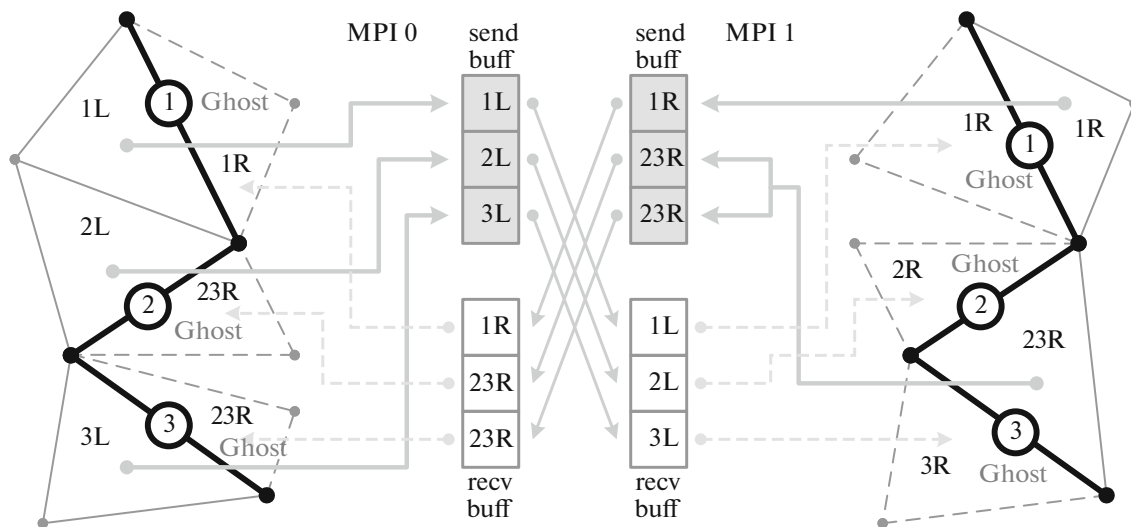 MPI 0
send
buff
MPI 1
1
Ghost
1L
1R
2L
23R
2
Ghost
23R
3
3L
Ghost
1L
2L
3L
1R
23R
23R
1R
23R
23R
recv
buff
send
buff
1R
23R
23R
1L
2L
3L
recv
buff
1R
1
1R
Ghost
2R
Ghost
2
23R
3
3R
Ghost